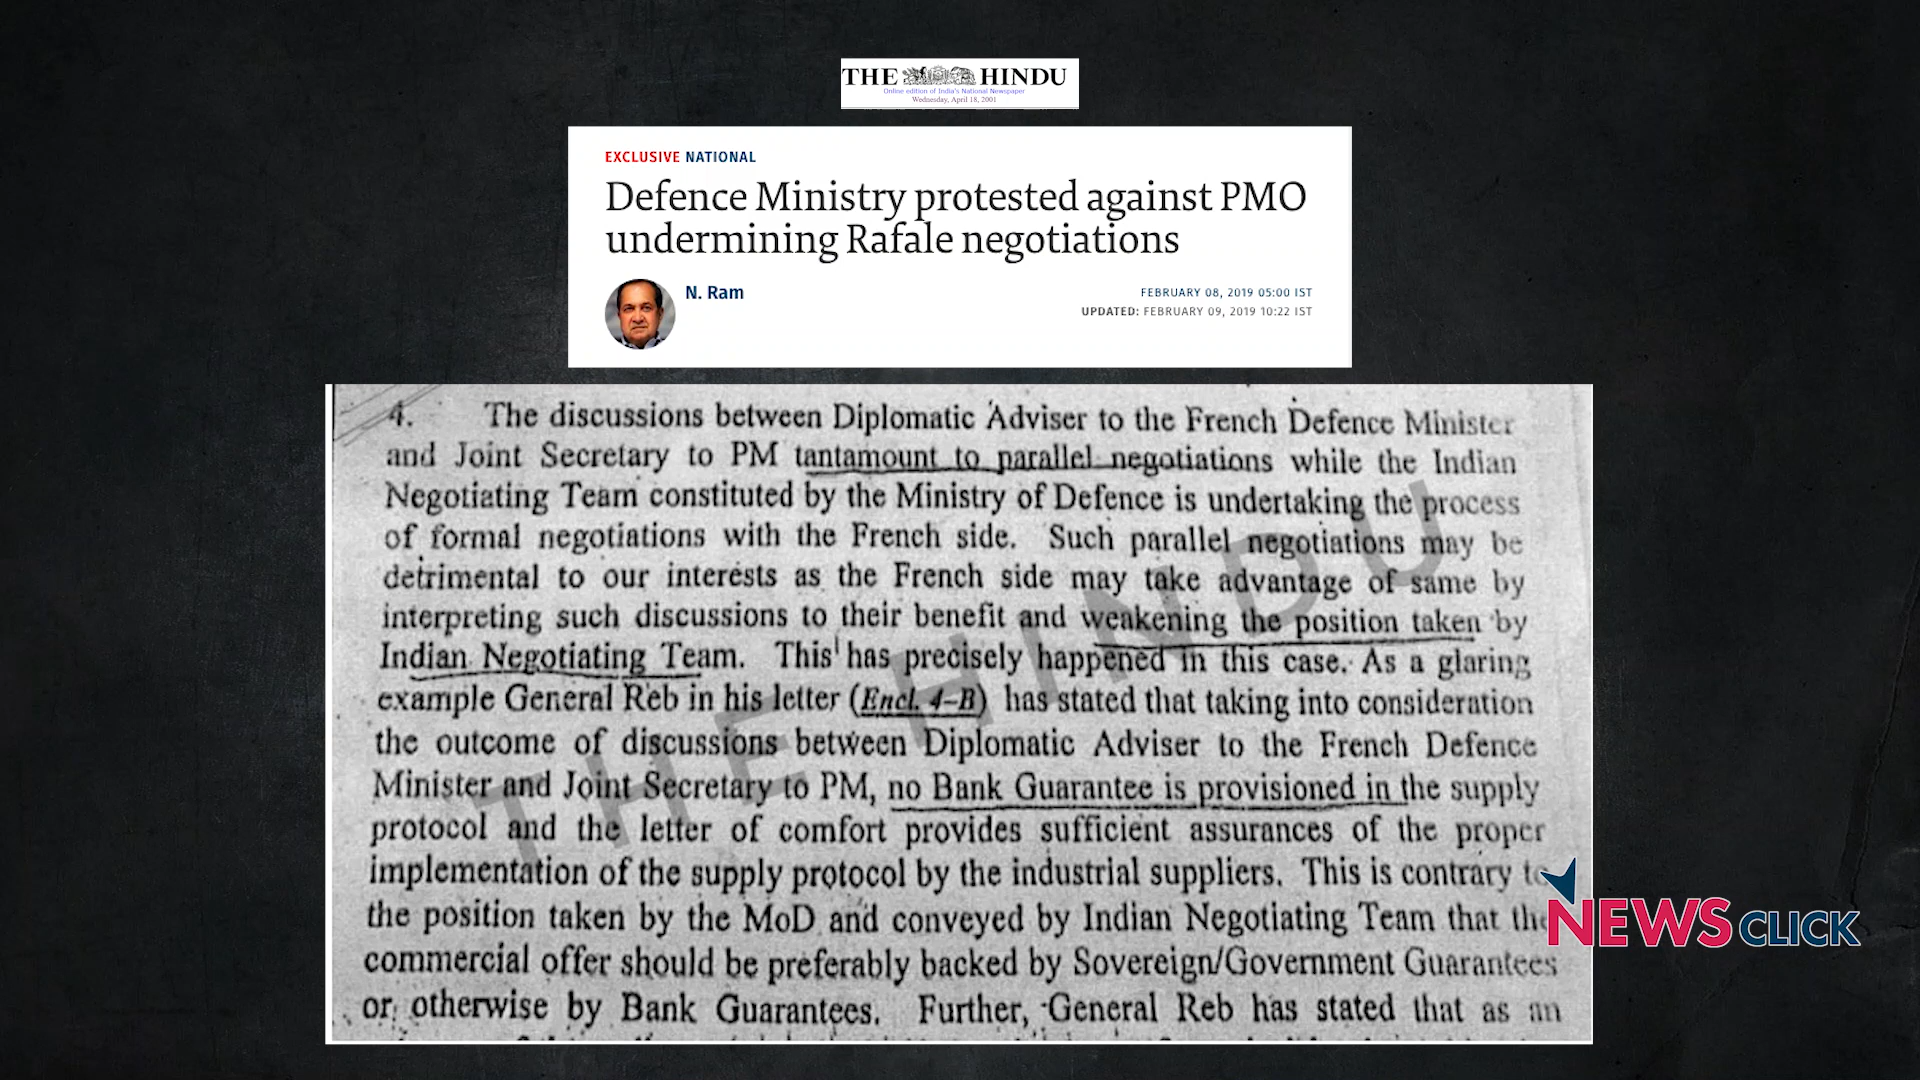 THE HINDU
Online edition of India's National Newspaper
Wednesday, April 18, 2001
EXCLUSIVE NATIONAL
Defence Ministry protested against PMO
undermining Rafale negotiations
N. Ram
FEBRUARY 08, 2019 05:00 IST
UPDATED: FEBRUARY 09, 2019 10:22 IST
4. The discussions between Diplomatic Adviser to the French Defence Minister
and Joint Secretary to PM tantamount to parallel negotiations while the Indian
Negotiating Team constituted by the Ministry of Defence is undertaking the process
of formal negotiations with the French side. Such parallel negotiations may be
detrimental to our interests as the French side may take advantage of same by
interpreting such discussions to their benefit and weakening the position taken by
Indian Negotiating Team. This has precisely happened in this case. As a glaring
example General Reb in his letter (Encl. 4-B) has stated that taking into consideration
the outcome of discussions between Diplomatic Adviser to the French Defence
Minister and Joint Secretary to PM, no Bank Guarantee is provisioned in the supply
protocol and the letter of comfort provides sufficient assurances of the proper
implementation of the supply protocol by the industrial suppliers. This is contrary to
the position taken by the MoD and conveyed by Indian Negotiating Team that the
commercial offer should be preferably backed by Sovereign/Government Guarantees
or otherwise by Bank Guarantees. Further, General Reb has stated that as an
THE HINDU
NEWSCLICK